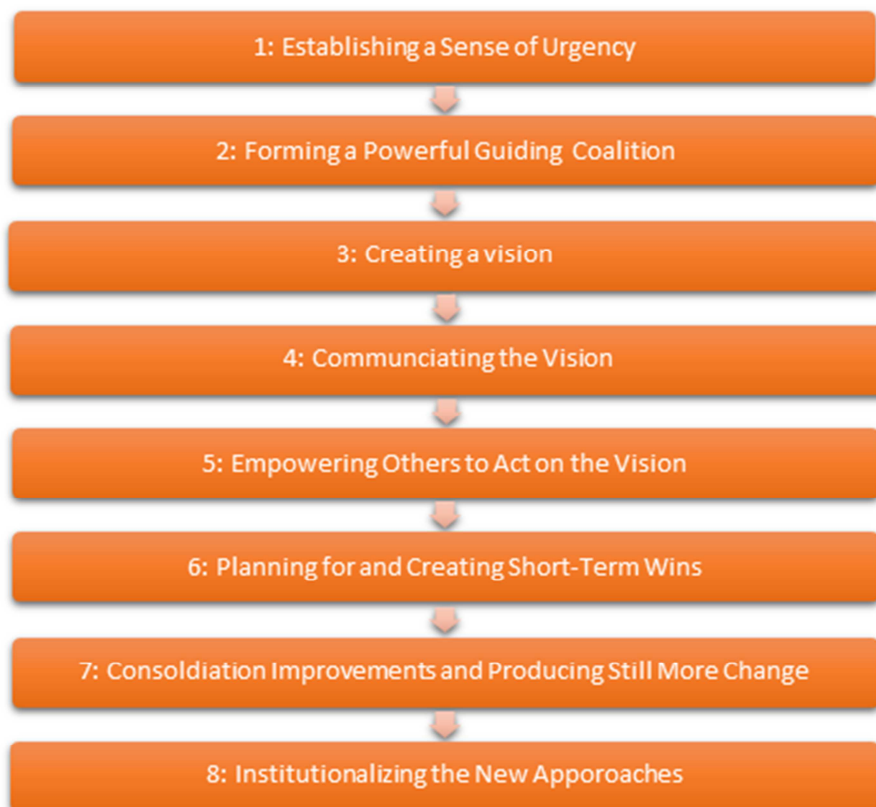 1: Establishing a Sense of Urgency
2: Forming a Powerful Guiding Coalition
3: Creating a vision
4: Communciating the Vision
5: Empowering Others to Act on the Vision
6: Planning for and Creating Short-Term Wins
7: Consoldiation Improvements and Producing Still More Change
8: Institutionalizing the New Apporoaches